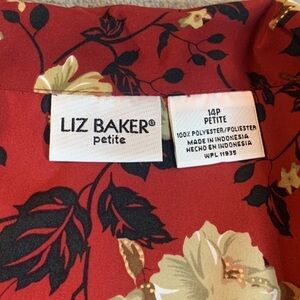 LIZ BAKER®
petite
14P
PETITE
100% POLYESTER/POLIESTER
MADE IN INDONESIA
HECHO EN INDONESIA
WPL 11935